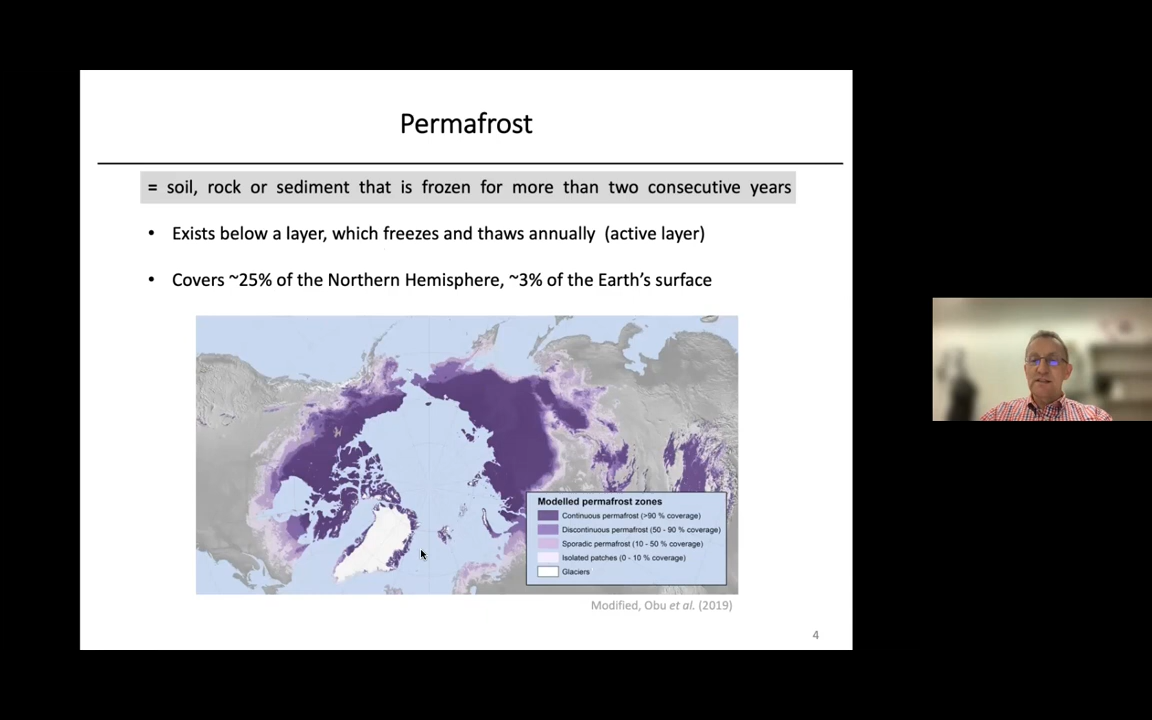 Permafrost
= soil, rock or sediment that is frozen for more than two consecutive years
• Exists below a layer, which freezes and thaws annually (active layer)
• Covers ~25% of the Northern Hemisphere, ~3% of the Earth's surface
Modelled permafrost zones
Continuous permafrost (>90 % coverage)
Discontinuous permafrost (50 - 90 % coverage)
Sporadic permafrost (10 - 50 % coverage)
Isolated patches (0 - 10 % coverage)
Glaciers
Modified, Obu et al. (2019)
4